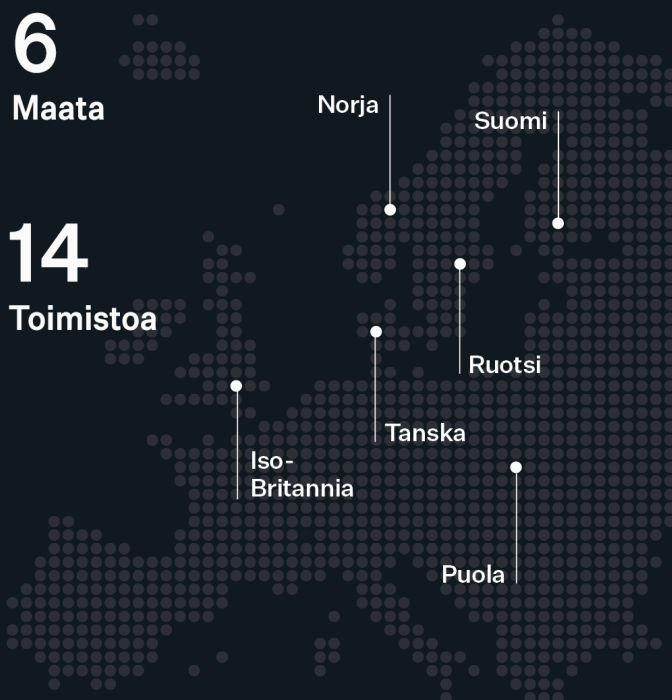 6
Maata
Norja
Suomi
14
Toimistoa
Ruotsi
Tanska
Iso-
Britannia
Puola